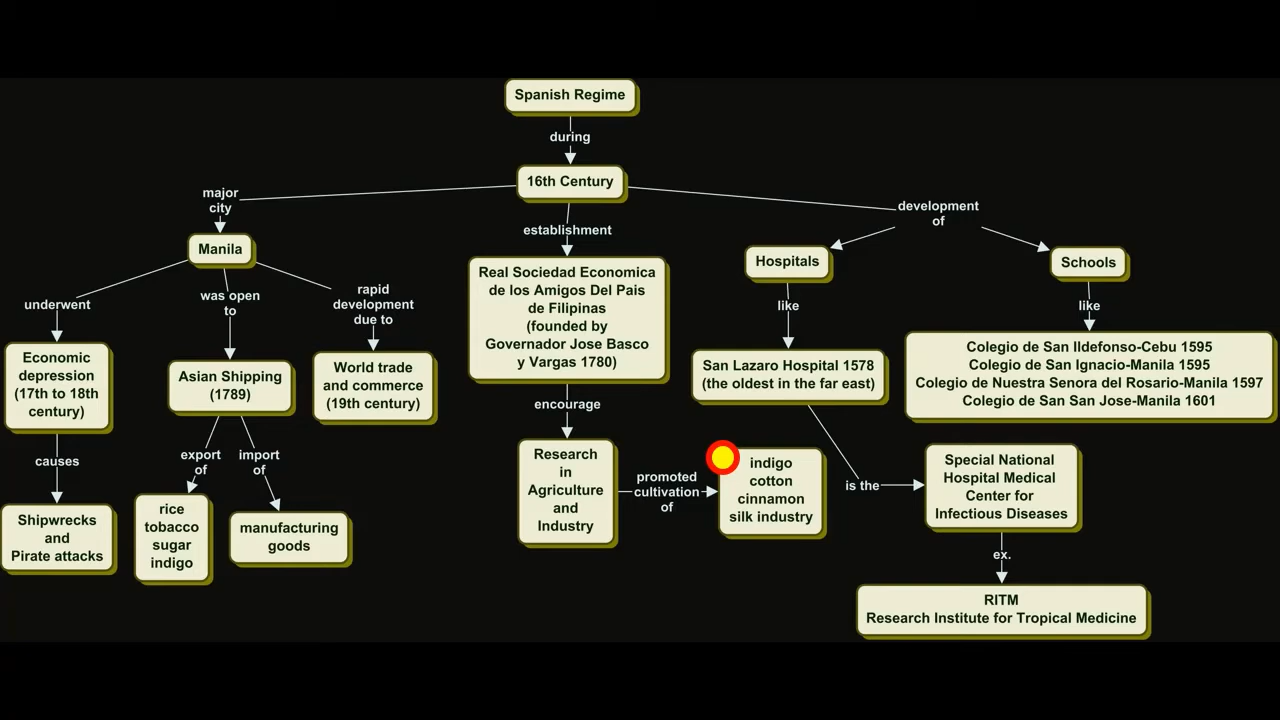 Spanish Regime
during
16th Century
major
city
establishment
development
of
Manila
underwent
was open
to
rapid
development
due to
Economic
depression
(17th to 18th
century)
causes
Shipwrecks
and
Pirate attacks
Asian Shipping
(1789)
export
of
import
of
rice
tobacco
sugar
indigo
manufacturing
goods
World trade
and commerce
(19th century)
Real Sociedad Economica
de los Amigos Del Pais
de Filipinas
(founded by
Governador Jose Basco
y Vargas 1780)
encourage
Research
in
Agriculture
and
Industry
promoted
cultivation
of
indigo
cotton
cinnamon
silk industry
Hospitals
like
San Lazaro Hospital 1578
(the oldest in the far east)
is the
Special National
Hospital Medical
Center for
Infectious Diseases
ex.
RITM
Research Institute for Tropical Medicine
Schools
like
Colegio de San Ildefonso-Cebu 1595
Colegio de San Ignacio-Manila 1595
Colegio de Nuestra Senora del Rosario-Manila 1597
Colegio de San San Jose-Manila 1601